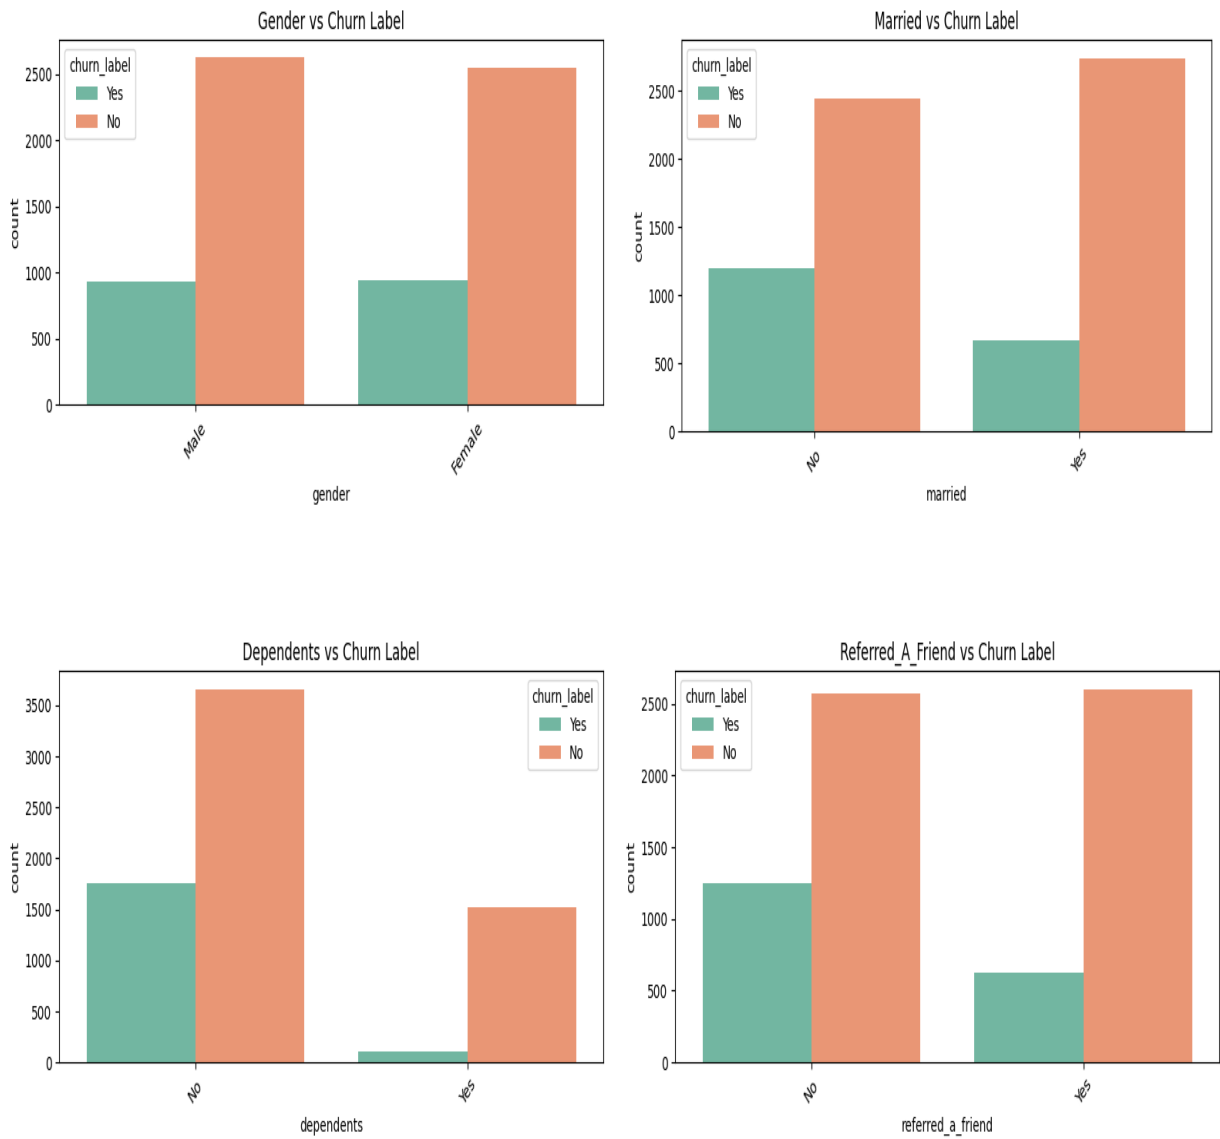 Gender vs Churn Label
churn_label
Yes
No
2500
2000
1500
1000
500
0
count
Male
Female
gender
Married vs Churn Label
churn_label
Yes
No
2500
2000
1500
1000
500
0
count
No
Yes
married
Dependents vs Churn Label
churn_label
Yes
No
3500
3000
2500
2000
1500
1000
500
0
count
No
Yes
dependents
Referred_A_Friend vs Churn Label
churn_label
Yes
No
2500
2000
1500
1000
500
0
count
No
Yes
referred_a_friend